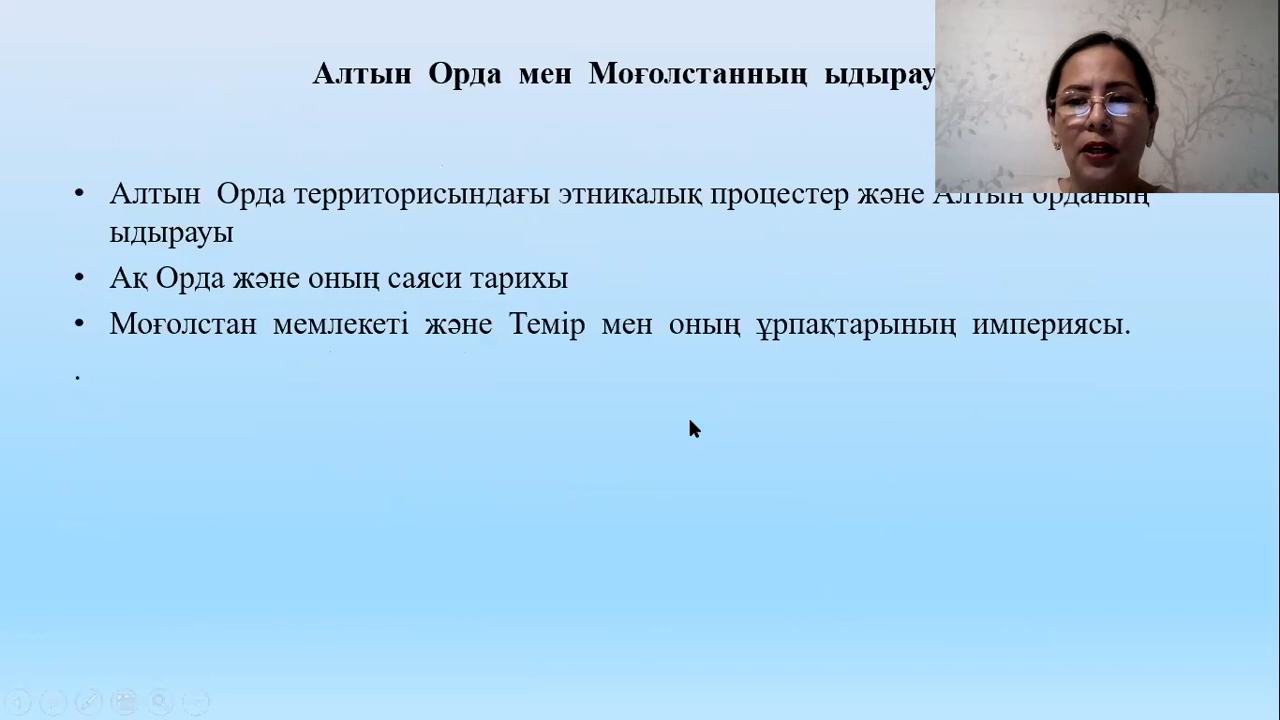 Алтын Орда мен Моғолстанның ыдырау
• Алтын Орда территорисындағы этникалық процестер және Алтын орданың
ыдырауы
• Ақ Орда және оның саяси тарихы
• Моғолстан мемлекеті және Темір мен оның ұрпақтарының империясы.
.